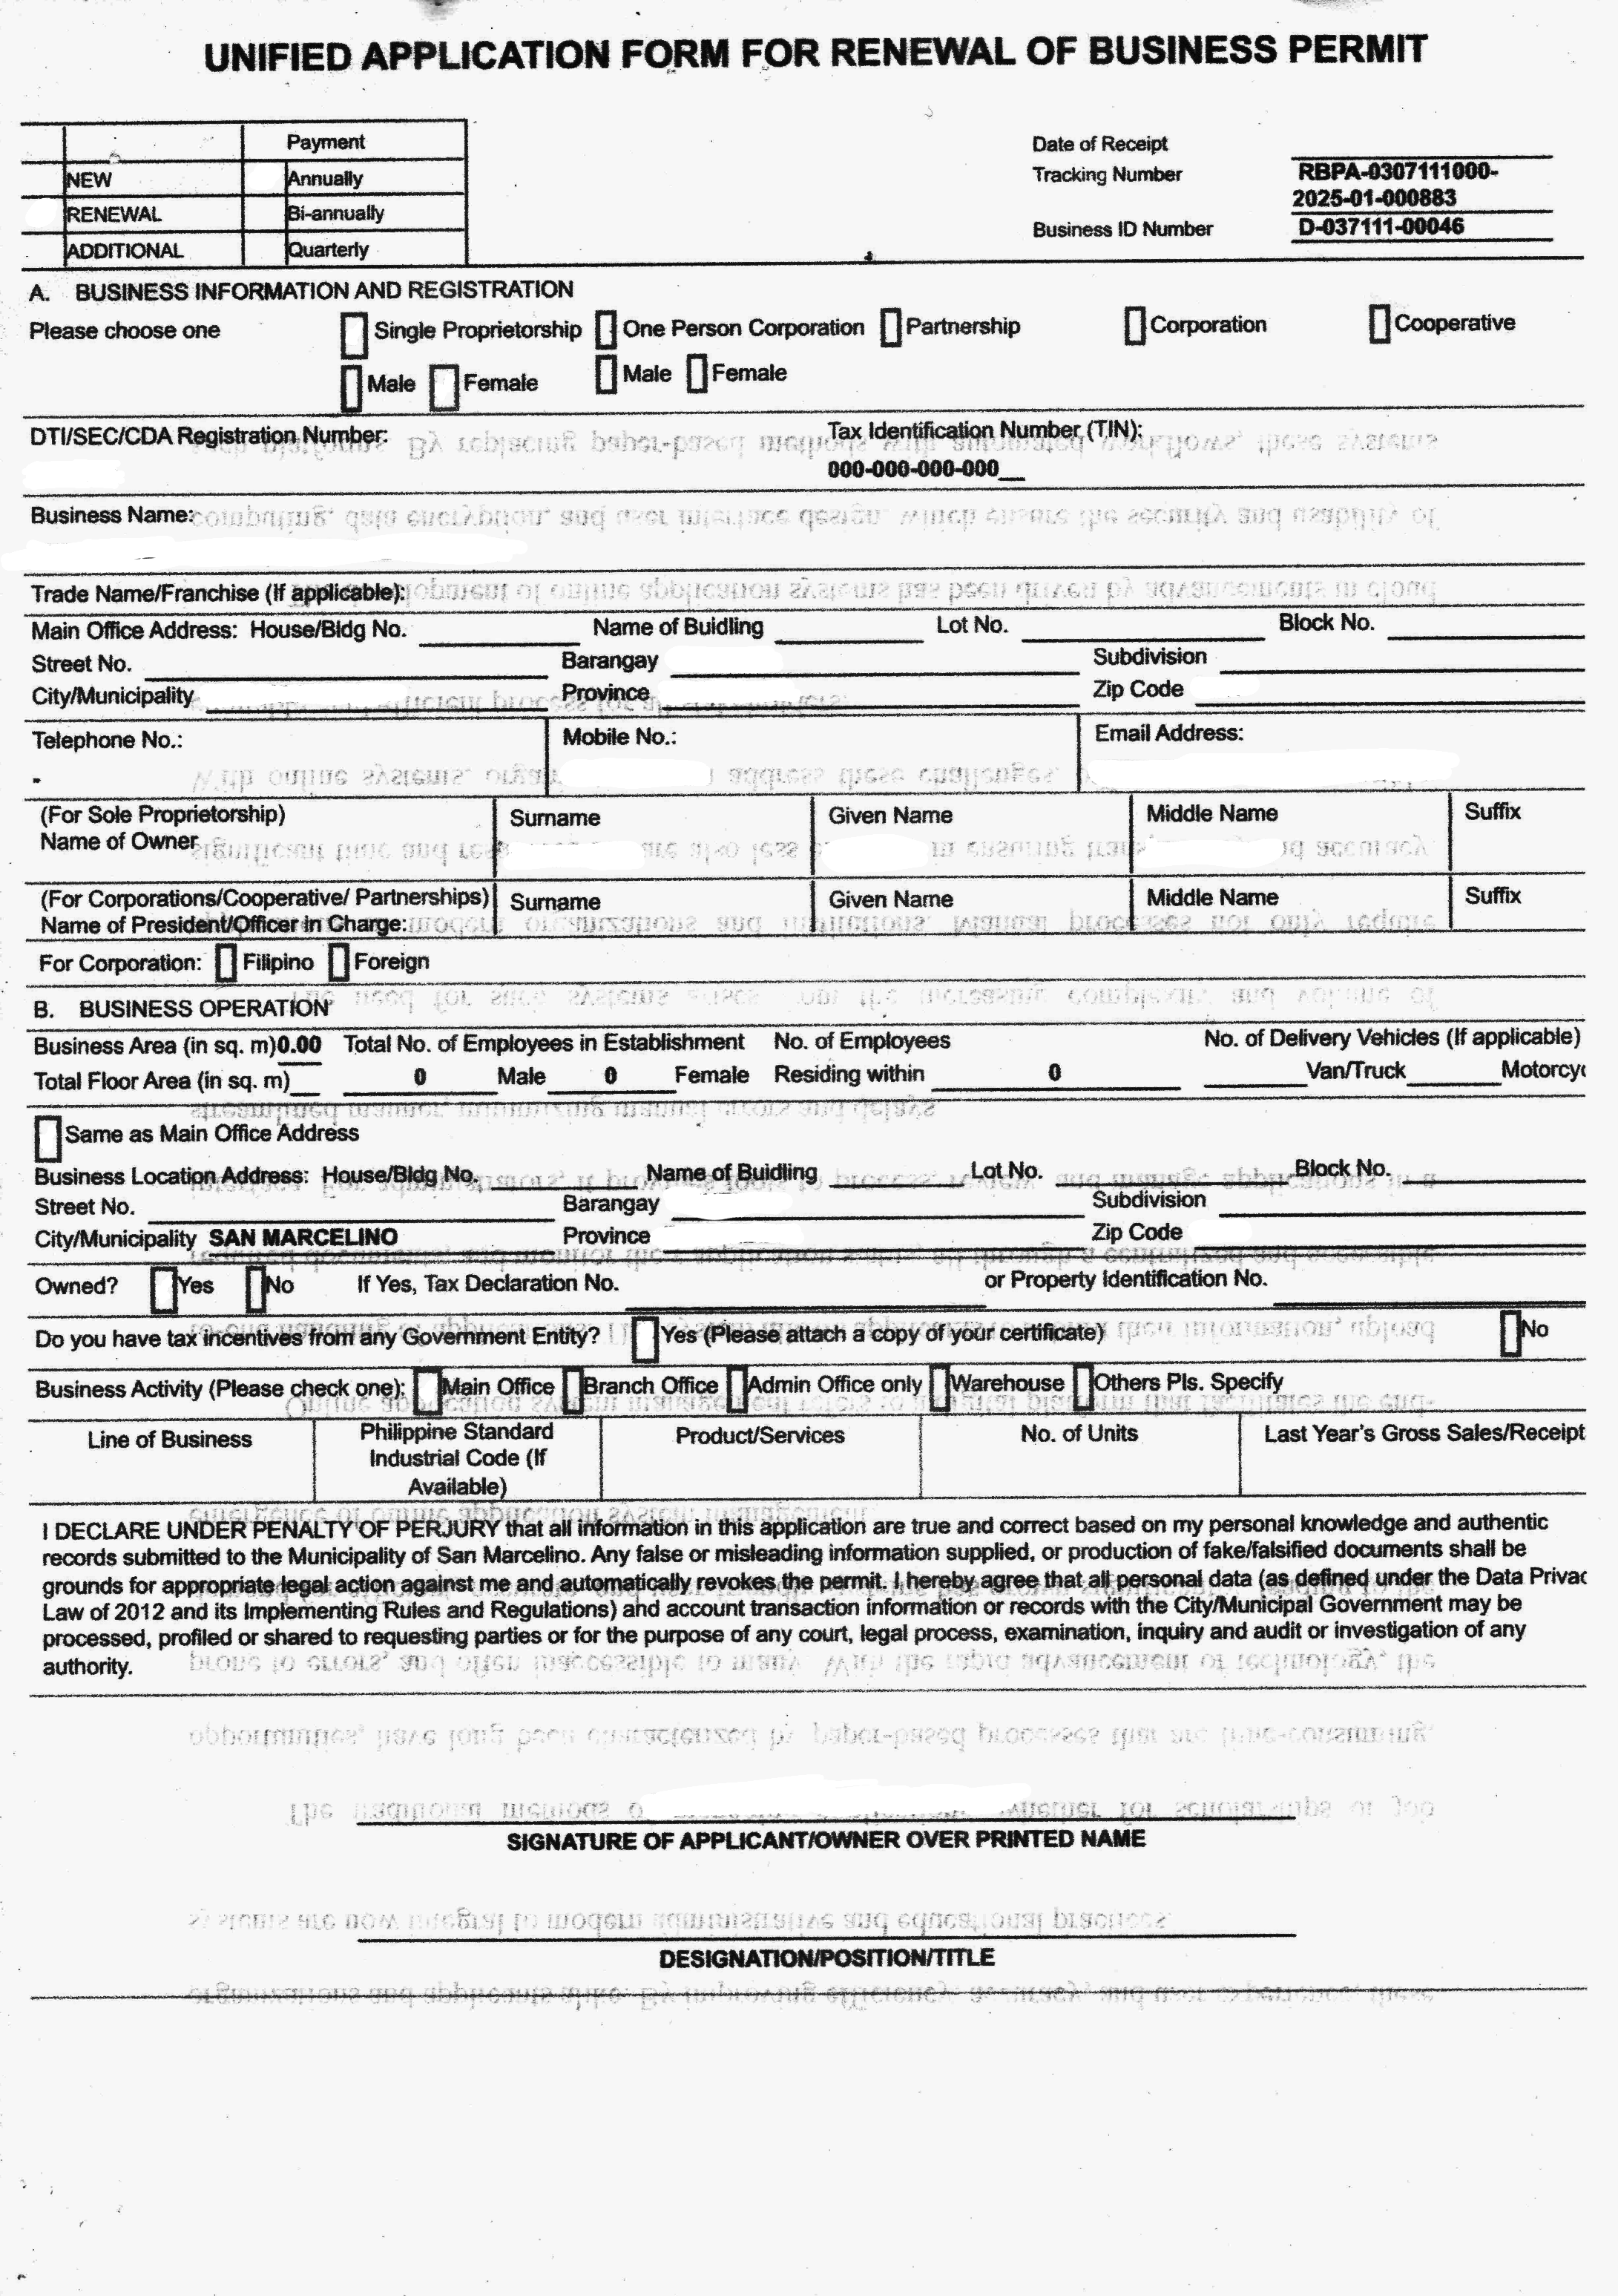 UNIFIED APPLICATION FORM FOR RENEWAL OF BUSINESS PERMIT
Payment
NEW Annually
RENEWAL Bi-annually
ADDITIONAL Quarterly
Date of Receipt
Tracking Number RBPA-0307111000-
2025-01-000883
Business ID Number D-037111-00046
A. BUSINESS INFORMATION AND REGISTRATION
Please choose one Single Proprietorship One Person Corporation Partnership Corporation Cooperative
Male Female Male Female
DTI/SEC/CDA Registration Number: Tax Identification Number (TIN):
000-000-000-000__
Business Name:
Trade Name/Franchise (If applicable):
Main Office Address: House/Bldg No. Name of Buidling Lot No. Block No.
Street No. Barangay Subdivision
City/Municipality Province Zip Code
Telephone No.: Mobile No.: Email Address:
-
(For Sole Proprietorship) Surname Given Name Middle Name Suffix
Name of Owner
(For Corporations/Cooperative/ Partnerships) Surname Given Name Middle Name Suffix
Name of President/Officer in Charge:
For Corporation: Filipino Foreign
B. BUSINESS OPERATION
Business Area (in sq. m)0.00 Total No. of Employees in Establishment No. of Employees No. of Delivery Vehicles (If applicable)
Total Floor Area (in sq. m)__ 0 Male 0 Female Residing within 0 Van/Truck Motorcyc
Same as Main Office Address
Business Location Address: House/Bldg No. Name of Buidling Lot No. Block No.
Street No. Barangay Subdivision
City/Municipality SAN MARCELINO Province Zip Code
Owned? Yes No If Yes, Tax Declaration No. or Property Identification No.
Do you have tax incentives from any Government Entity? Yes (Please attach a copy of your certificate) No
Business Activity (Please check one): Main Office Branch Office Admin Office only Warehouse Others Pls. Specify
Line of Business Philippine Standard Product/Services No. of Units Last Year's Gross Sales/Receipt
Industrial Code (If
Available)
I DECLARE UNDER PENALTY OF PERJURY that all information in this application are true and correct based on my personal knowledge and authentic
records submitted to the Municipality of San Marcelino. Any false or misleading information supplied, or production of fake/falsified documents shall be
grounds for appropriate legal action against me and automatically revokes the permit. I hereby agree that all personal data (as defined under the Data Privac
Law of 2012 and its Implementing Rules and Regulations) and account transaction information or records with the City/Municipal Government may be
processed, profiled or shared to requesting parties or for the purpose of any court, legal process, examination, inquiry and audit or investigation of any
authority.
SIGNATURE OF APPLICANT/OWNER OVER PRINTED NAME
DESIGNATION/POSITION/TITLE